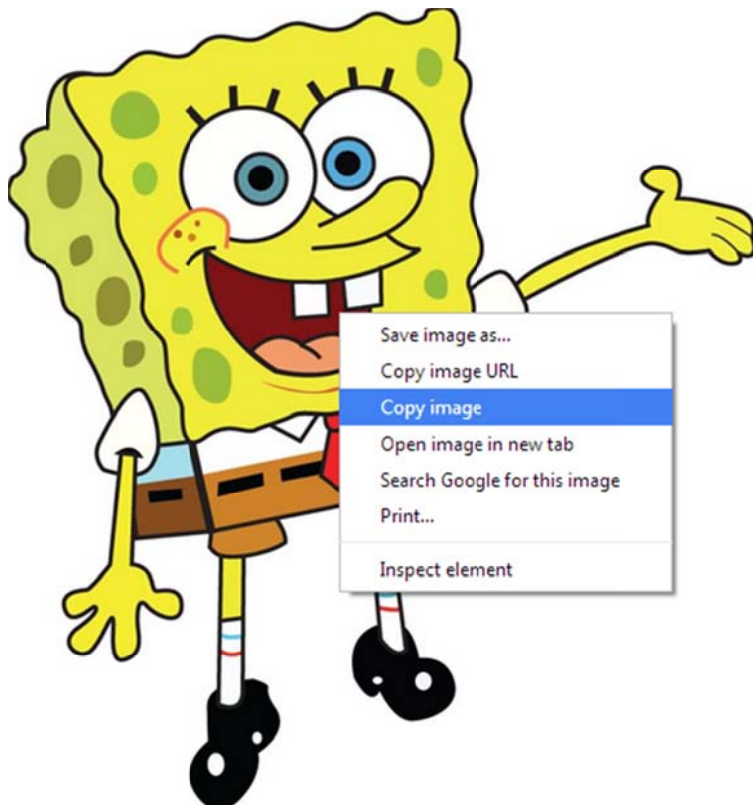 Save image as...
Copy image URL
Copy image
Open image in new tab
Search Google for this image
Print...
Inspect element